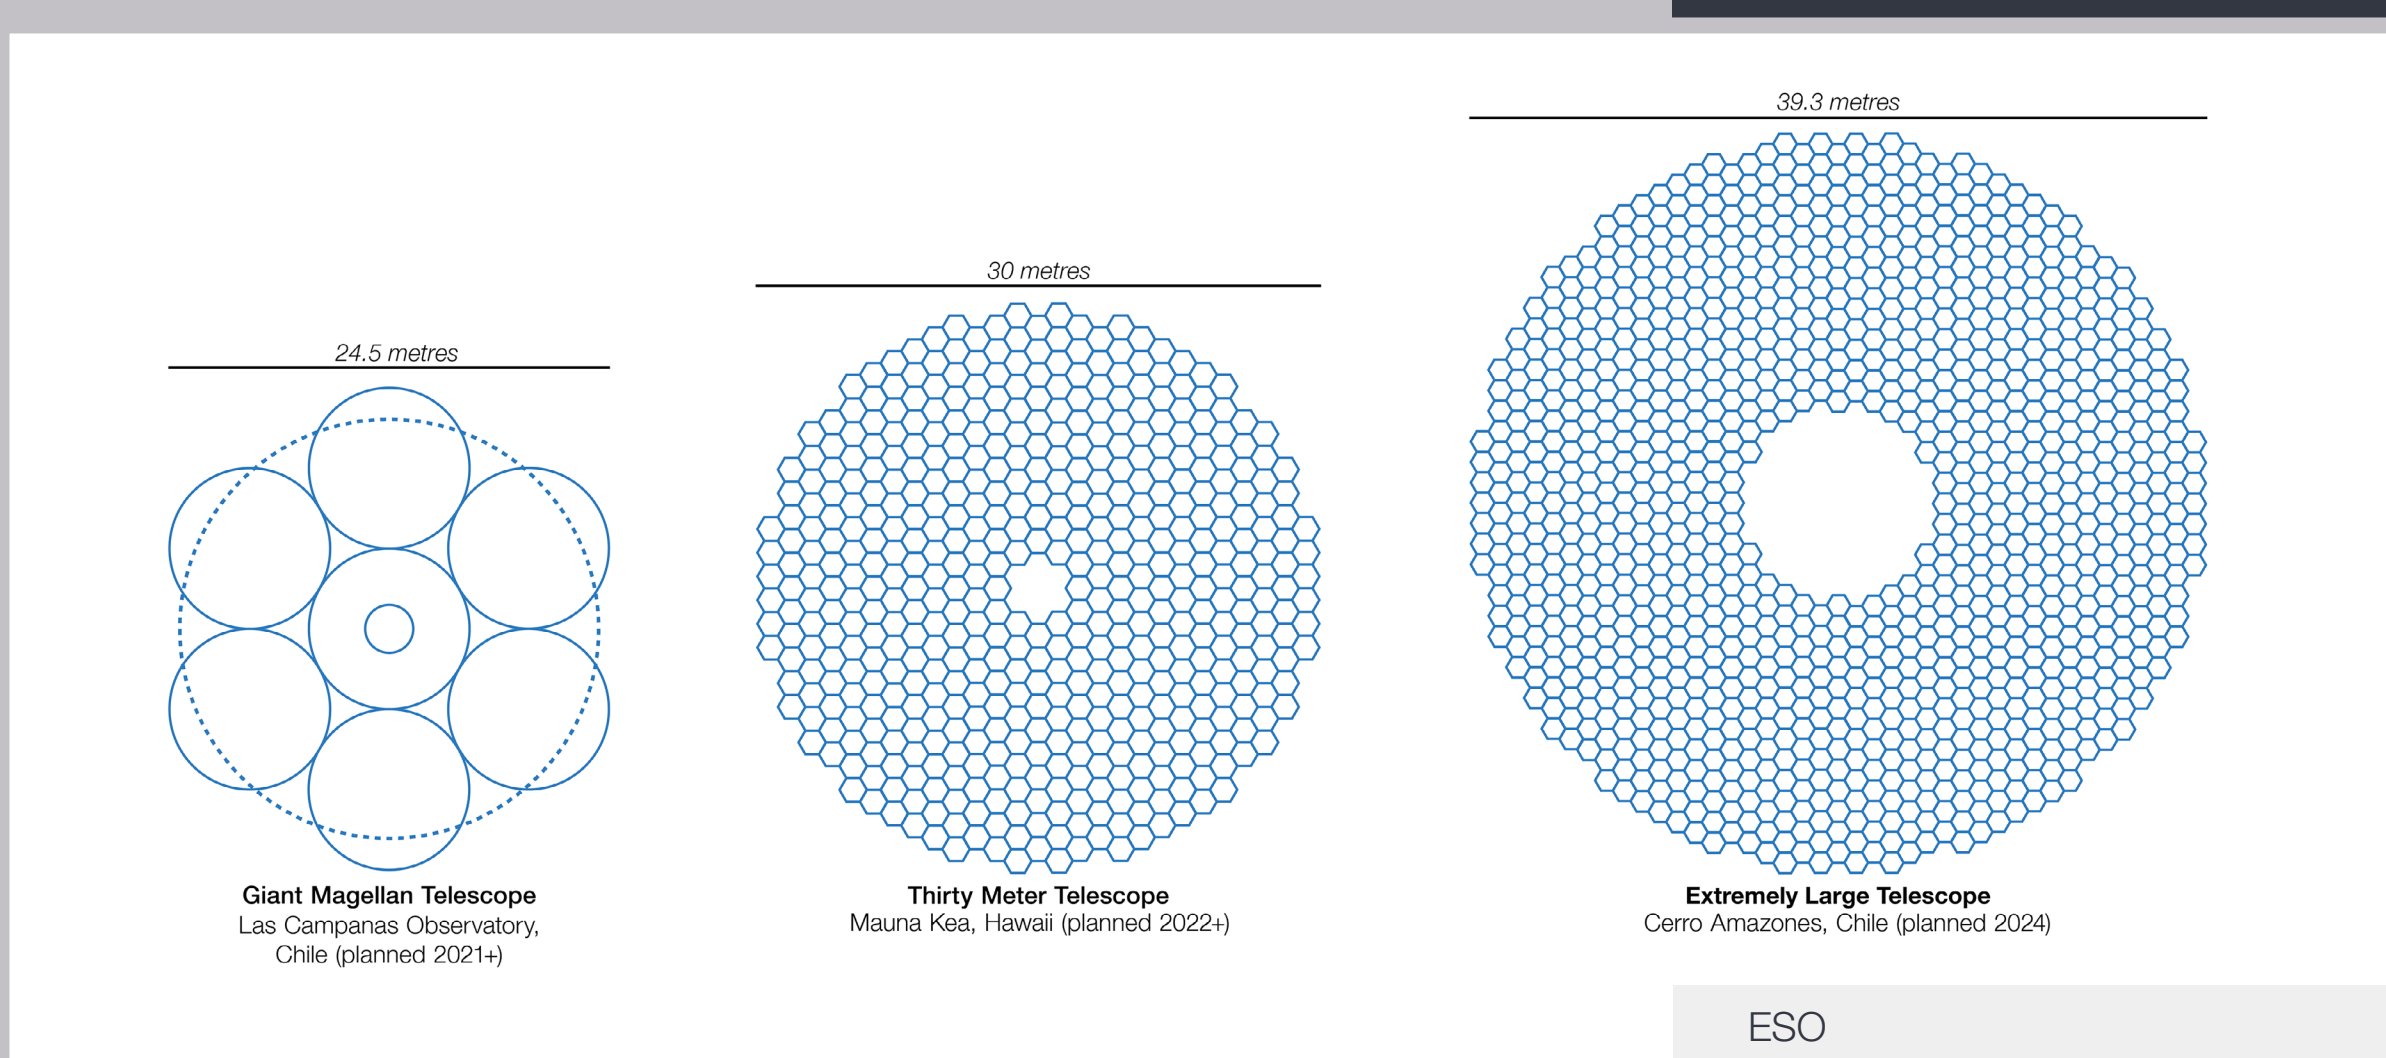 24.5 metres
Giant Magellan Telescope
Las Campanas Observatory,
Chile (planned 2021+)
30 metres
Thirty Meter Telescope
Mauna Kea, Hawaii (planned 2022+)
39.3 metres
Extremely Large Telescope
Cerro Amazones, Chile (planned 2024)
ESO